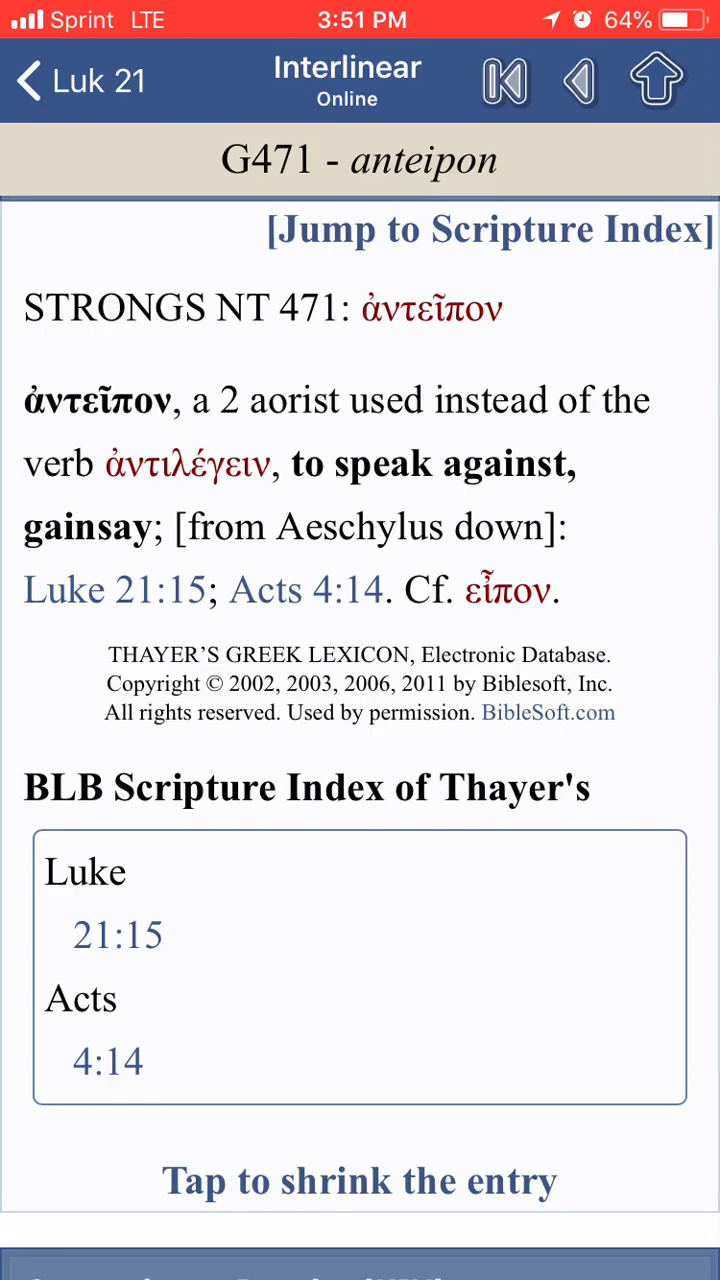 Sprint LTE 3:51 PM 64%
Luk 21 Interlinear
Online
G471 - anteipon
[Jump to Scripture Index]
STRONGS NT 471: ἀντεῖπον
ἀντεῖπον, a 2 aorist used instead of the
verb ἀντιλέγειν, to speak against,
gainsay; [from Aeschylus down]:
Luke 21:15; Acts 4:14. Cf. εἶπον.
THAYER’S GREEK LEXICON, Electronic Database.
Copyright © 2002, 2003, 2006, 2011 by Biblesoft, Inc.
All rights reserved. Used by permission. BibleSoft.com
BLB Scripture Index of Thayer's
Luke
21:15
Acts
4:14
Tap to shrink the entry